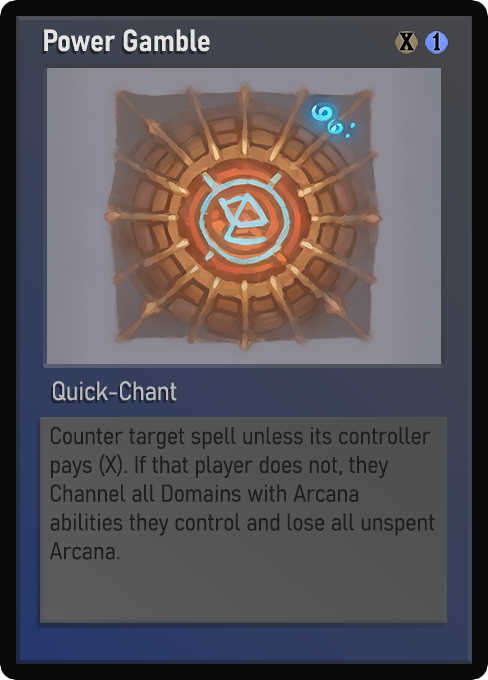 Power Gamble X 1
Quick-Chant
Counter target spell unless its controller
pays (X). If that player does not, they
Channel all Domains with Arcana
abilities they control and lose all unspent
Arcana.